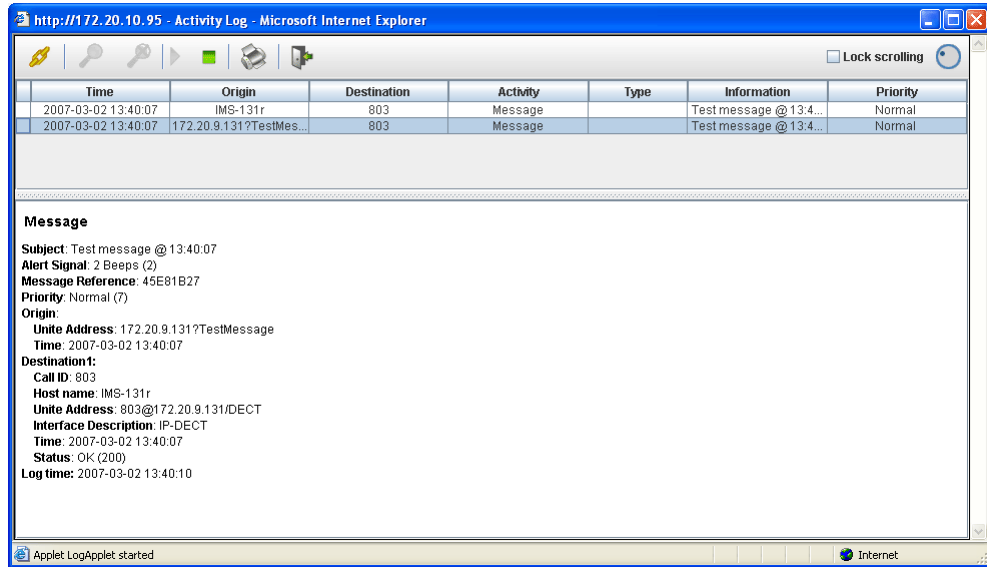 http://172.20.10.95 - Activity Log - Microsoft Internet Explorer
Lock scrolling
Time Origin Destination Activity Type Information Priority
2007-03-02 13:40:07 IMS-131r 803 Message Test message @ 13:4... Normal
2007-03-02 13:40:07 172.20.9.131?TestMes... 803 Message Test message @ 13:4... Normal
Message
Subject: Test message @ 13:40:07
Alert Signal: 2 Beeps (2)
Message Reference: 45E81B27
Priority: Normal (7)
Origin:
Unite Address: 172.20.9.131?TestMessage
Time: 2007-03-02 13:40:07
Destination1:
Call ID: 803
Host name: IMS-131r
Unite Address: 803@172.20.9.131/DECT
Interface Description: IP-DECT
Time: 2007-03-02 13:40:07
Status: OK (200)
Log time: 2007-03-02 13:40:10
Applet LogApplet started Internet